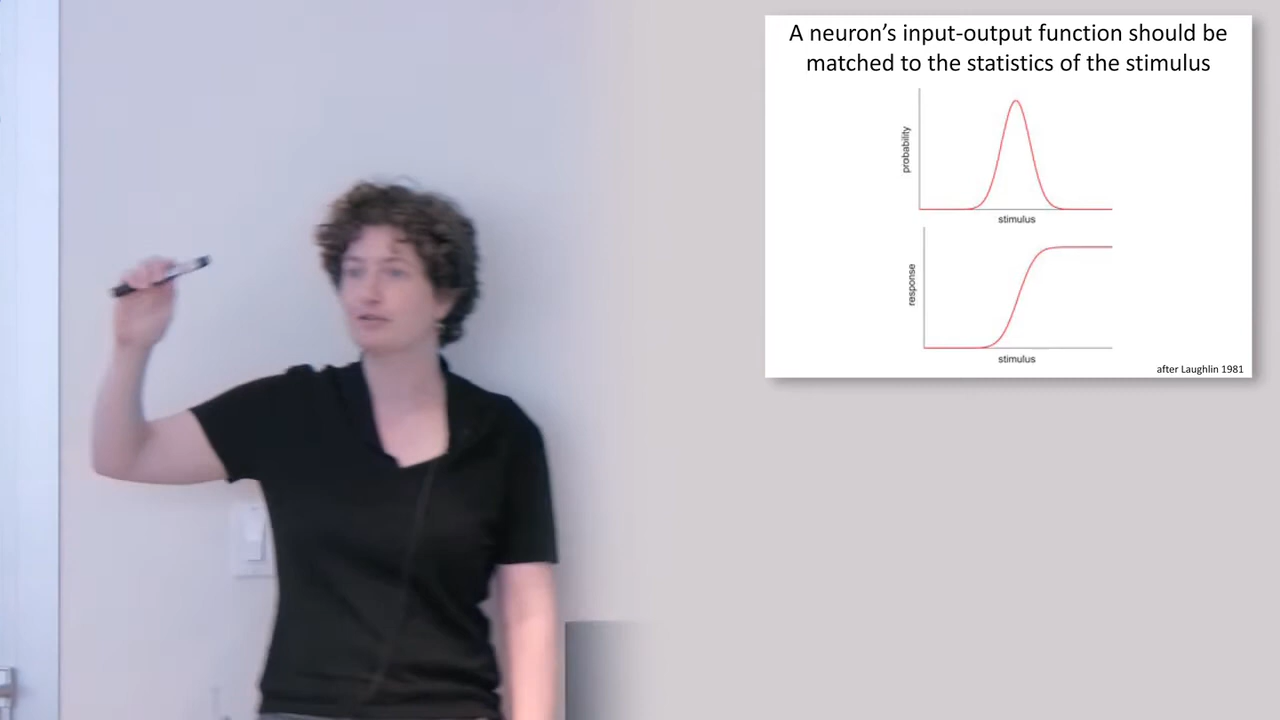 A neuron’s input-output function should be
matched to the statistics of the stimulus
probability
stimulus
response
stimulus
after Laughlin 1981